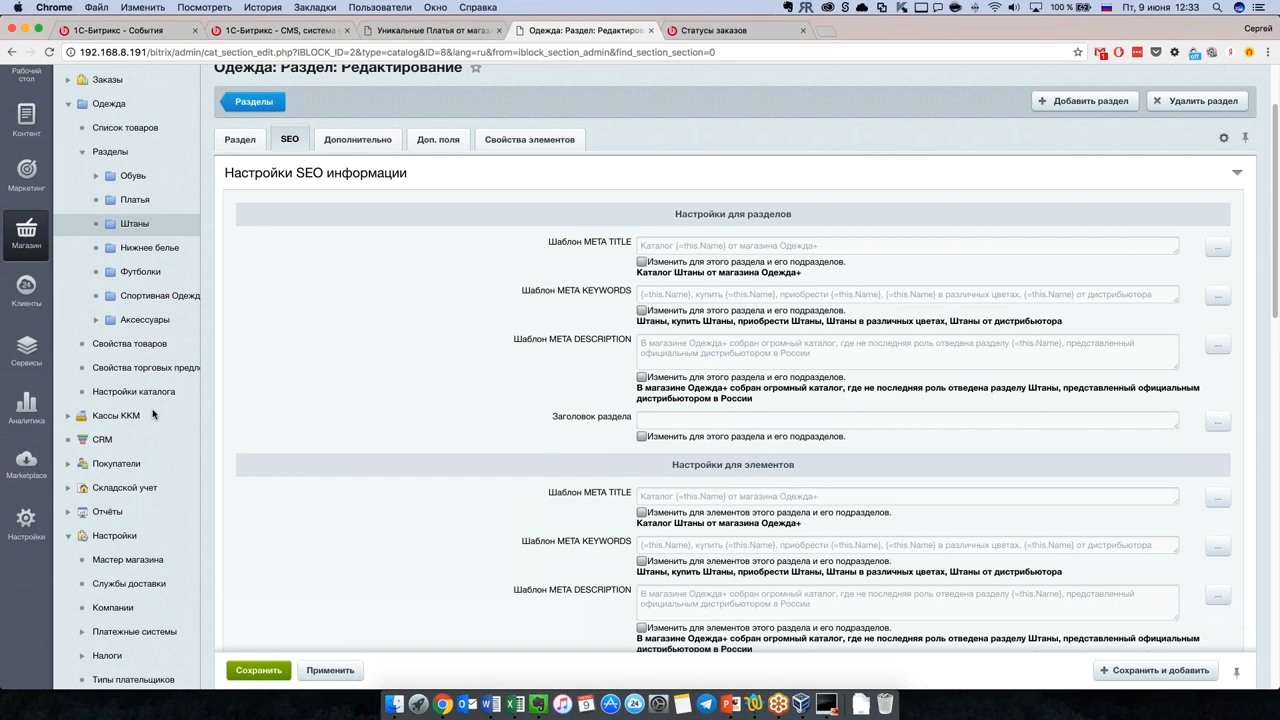 Chrome Файл Изменить Посмотреть История Закладки Пользователи Окно Справка 100 % Пт, 9 июн. 12:33
1С-Битрикс - События
1С-Битрикс - CMS, система
Уникальные Платья от магаз
Одежда: Раздел: Редактиров
Статусы заказов
Сергей
192.168.8.191/bitrix/cat_section_edit.php?IBLOCK_ID=2&type=catalog&ID=8&lang=ru&from=iblock_section_admin&find_section_section=0
Рабочий
стол
Контент
Маркетинг
Магазин
24
Клиенты
Сервисы
Аналитика
Marketplace
Настройки
Заказы
Одежда
Список товаров
Разделы
Обувь
Платья
Штаны
Нижнее белье
Футболки
Спортивная Одежд
Аксессуары
Свойства товаров
Свойства торговых предл
Настройки каталога
Кассы ККМ
CRM
Покупатели
Складской учет
Отчёты
Настройки
Мастер магазина
Службы доставки
Компании
Платежные системы
Налоги
Типы плательщиков
Одежда: Раздел: Редактирование
Разделы
Добавить раздел
Удалить раздел
Раздел SEO Дополнительно Доп. поля Свойства элементов
Настройки SEO информации
Настройки для разделов
Шаблон META TITLE
Каталог {=this.Name} от магазина Одежда+
...
Изменить для этого раздела и его подразделов.
Каталог Штаны от магазина Одежда+
Шаблон META KEYWORDS
{=this.Name}, купить {=this.Name}, приобрести {=this.Name}, {=this.Name} в различных цветах, {=this.Name} от дистрибьютора
...
Изменить для этого раздела и его подразделов.
Штаны, купить Штаны, приобрести Штаны, Штаны в различных цветах, Штаны от дистрибьютора
Шаблон META DESCRIPTION
В магазине Одежда+ собран огромный каталог, где не последняя роль отведена разделу {=this.Name}, представленный
официальным дистрибьютором в России
...
Изменить для этого раздела и его подразделов.
В магазине Одежда+ собран огромный каталог, где не последняя роль отведена разделу Штаны, представленный официальным
дистрибьютором в России
Заголовок раздела
...
Изменить для этого раздела и его подразделов.
Настройки для элементов
Шаблон META TITLE
Каталог {=this.Name} от магазина Одежда+
...
Изменить для элементов этого раздела и его подразделов.
Каталог Штаны от магазина Одежда+
Шаблон META KEYWORDS
{=this.Name}, купить {=this.Name}, приобрести {=this.Name}, {=this.Name} в различных цветах, {=this.Name} от дистрибьютора
...
Изменить для элементов этого раздела и его подразделов.
Штаны, купить Штаны, приобрести Штаны, Штаны в различных цветах, Штаны от дистрибьютора
Шаблон META DESCRIPTION
В магазине Одежда+ собран огромный каталог, где не последняя роль отведена разделу {=this.Name}, представленный
официальным дистрибьютором в России
...
Изменить для элементов этого раздела и его подразделов.
В магазине Одежда+ собран огромный каталог, где не последняя роль отведена разделу Штаны, представленный официальным
дистрибьютором в России
Сохранить
Применить
Сохранить и добавить